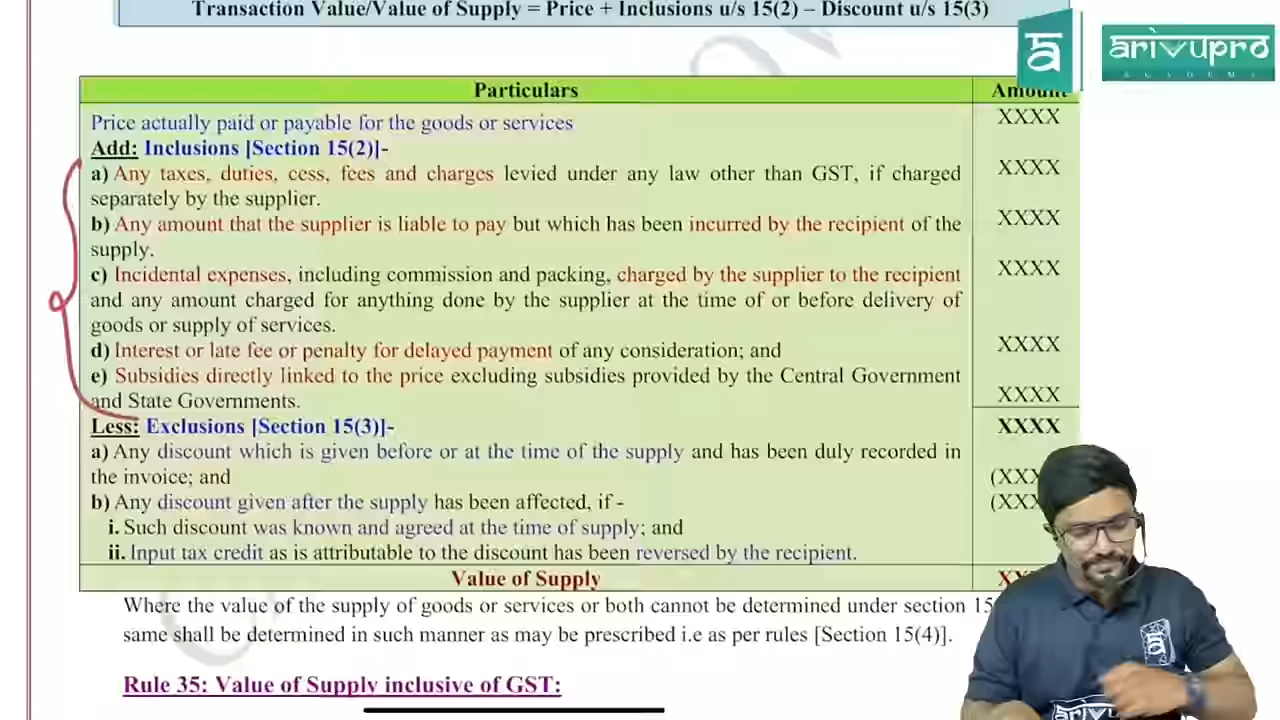 Transaction Value/Value of Supply = Price + Inclusions u/s 15(2) – Discount u/s 15(3)
ā
arivupro
ACADEMY
Particulars
Amount
Price actually paid or payable for the goods or services
XXXX
Add: Inclusions [Section 15(2)]-
a) Any taxes, duties, cess, fees and charges levied under any law other than GST, if charged
XXXX
separately by the supplier.
b) Any amount that the supplier is liable to pay but which has been incurred by the recipient of the
XXXX
supply.
c) Incidental expenses, including commission and packing, charged by the supplier to the recipient
XXXX
and any amount charged for anything done by the supplier at the time of or before delivery of
goods or supply of services.
d) Interest or late fee or penalty for delayed payment of any consideration; and
XXXX
e) Subsidies directly linked to the price excluding subsidies provided by the Central Government
and State Governments.
XXXX
Less: Exclusions [Section 15(3)]-
XXXX
a) Any discount which is given before or at the time of the supply and has been duly recorded in
the invoice; and
(XXX
b) Any discount given after the supply has been affected, if -
(XXX
i. Such discount was known and agreed at the time of supply; and
ii. Input tax credit as is attributable to the discount has been reversed by the recipient.
Value of Supply
Where the value of the supply of goods or services or both cannot be determined under section 15
same shall be determined in such manner as may be prescribed i.e as per rules [Section 15(4)].
Rule 35: Value of Supply inclusive of GST:
ā
arivupro